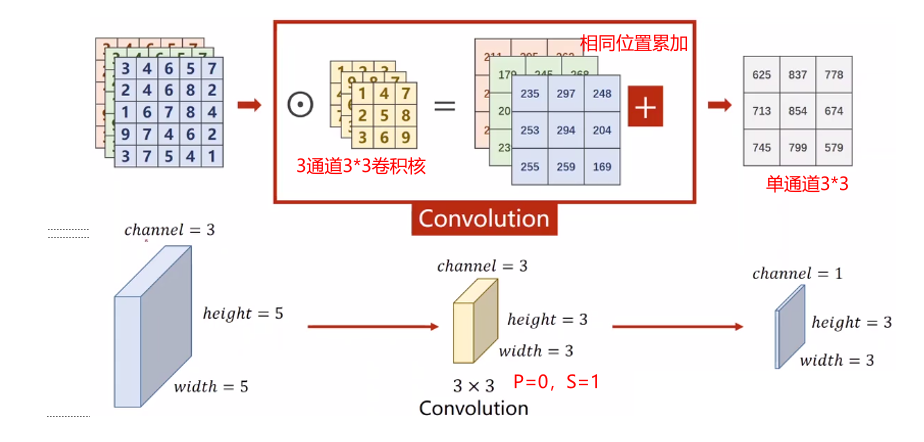 3 4 6 5 7
2 4 6 8 2
1 6 7 8 4
9 7 4 6 2
3 7 5 4 1
⊙
1 4 7
2 5 8
3 6 9
3通道3*3卷积核
=
相同位置累加
235 297 248
253 294 204
255 259 169
+
625 837 778
713 854 674
745 799 579
单通道3*3
Convolution
channel = 3
height = 5
width = 5
channel = 3
height = 3
width = 3
3 × 3 P=0, S=1
Convolution
channel = 1
height = 3
width = 3